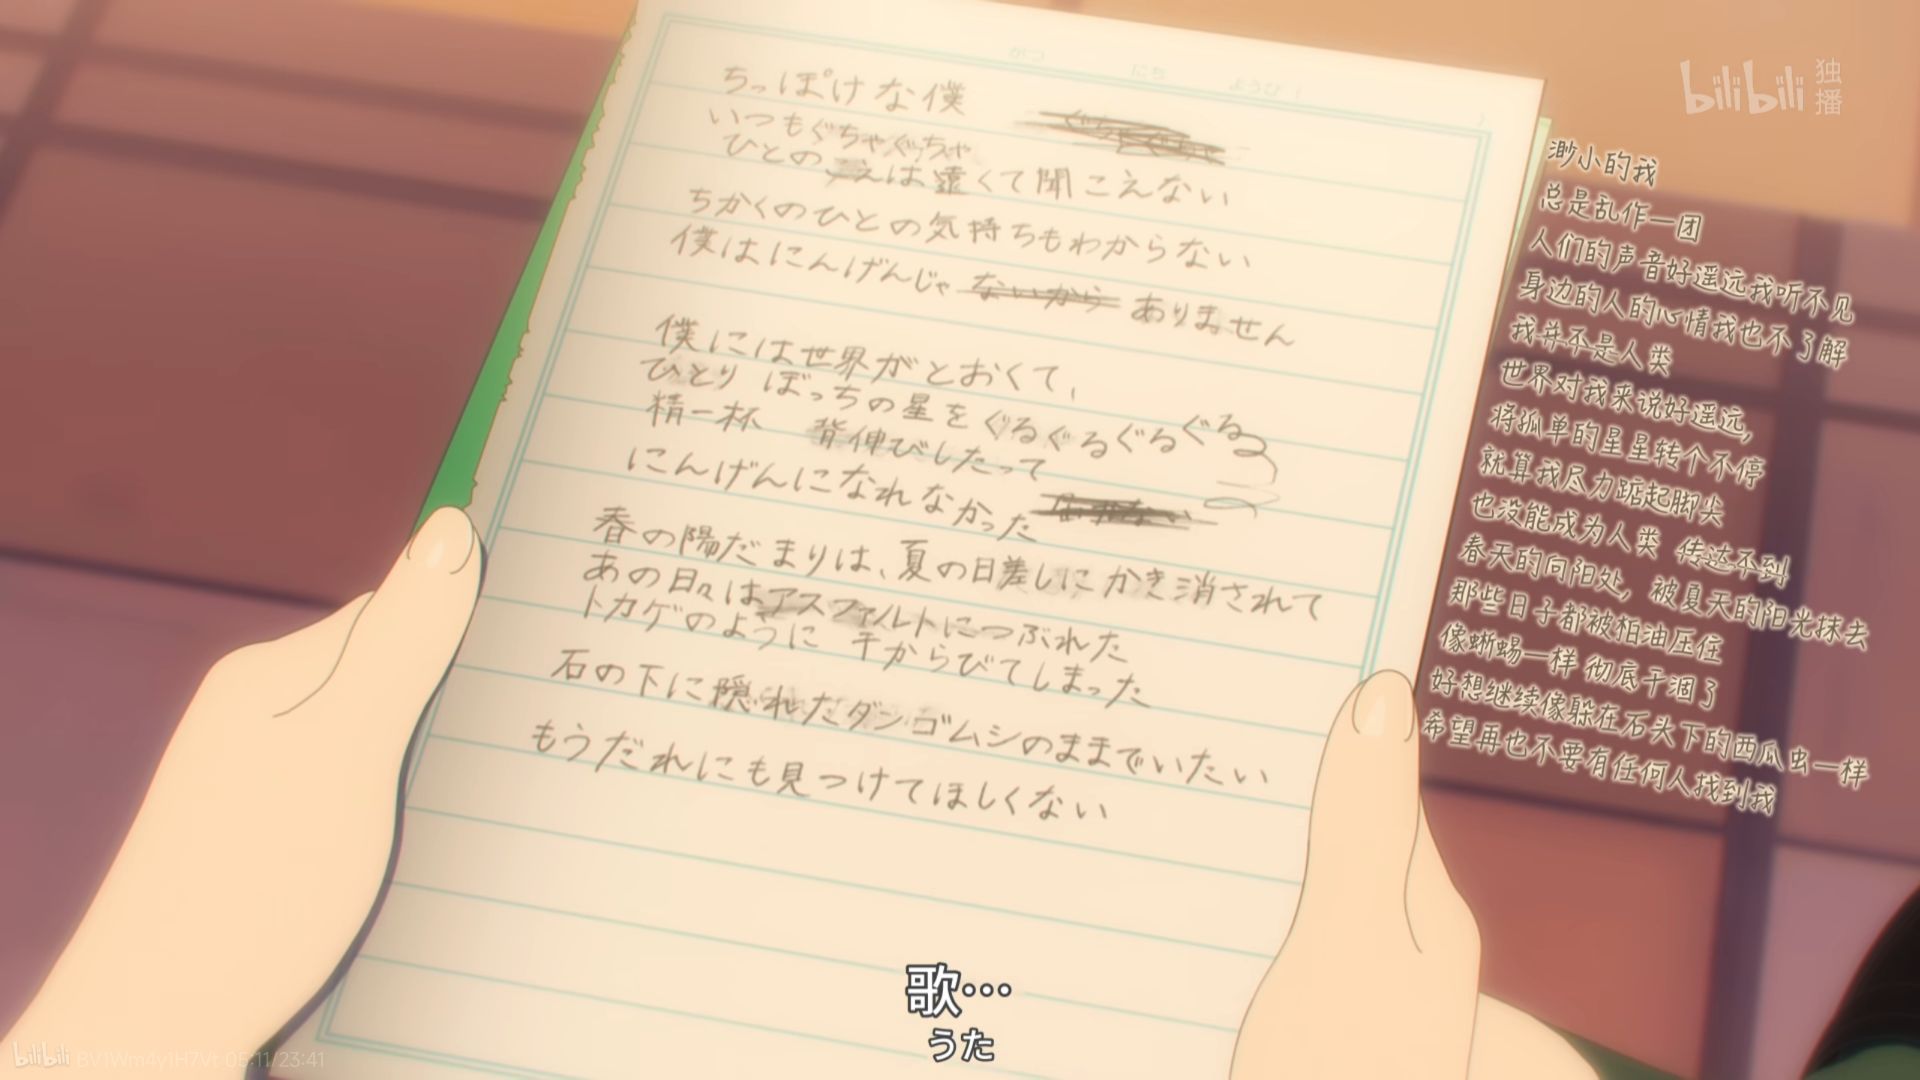 がつ にち ようび
ちっぽけな僕
いつもぐちゃぐちゃ
ひとのこえは遠くて聞こえない
ちかくのひとの気持ちもわからない
僕はにんげんじゃ ないから ありません
僕には世界がとおくて、
ひとりぼっちの星をぐるぐるぐるぐる
精一杯 背伸びしたって
にんげんになれなかった
春の陽だまりは、夏の日差しにかき消されて
あの日々はアスファルトにつぶれた
トカゲのように 干からびてしまった
石の下に隠れたダンゴムシのままでいたい
もうだれにも見つけてほしくない
bilibili 独播
渺小的我
总是乱作一团
人们的声音好遥远我听不见
身边的人的心情我也不了解
我并不是人类
世界对我来说好遥远,
将孤单的星星转个不停
就算我尽力踮起脚尖
也没能成为人类 传达不到
春天的向阳处, 被夏天的阳光抹去
那些日子都被柏油压住
像蜥蜴一样 彻底干涸了
好想继续像躲在石头下的西瓜虫一样
希望再也不要有任何人找到我
歌…
うた
bilibili BV1Wm4y1H7Vt 05:11/23:41